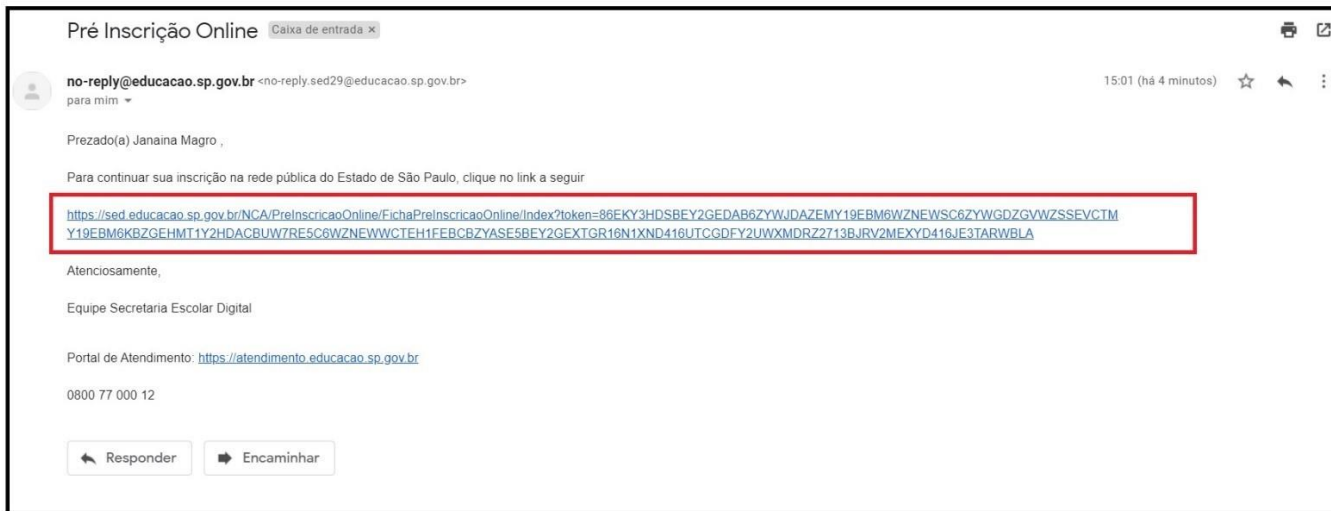 Pré Inscrição Online Caixa de entrada ×
no-reply@educacao.sp.gov.br <no-reply.sed29@educacao.sp.gov.br> 15:01 (há 4 minutos)
para mim
Prezado(a) Janaina Magro ,
Para continuar sua inscrição na rede pública do Estado de São Paulo, clique no link a seguir
https://sed.educacao.sp.gov.br/NCA/PreInscricaoOnline/FichaPreInscricaoOnline/Index?token=86EKY3HDSBEY2GEDAB6ZYWJDAZEMY19EBM6WZNEWSC6ZYWGDZGVWZSSEVCTM
Y19EBM6KBZGEHMT1Y2HDACBUW7RE5C6WZNEWWCTEH1FEBCBZYASE5BEY2GEXTGR16N1XND416UTCGDFY2UWXMDRZ2713BJRV2MEXYD416JE3TARWBLA
Atenciosamente,
Equipe Secretaria Escolar Digital
Portal de Atendimento: https://atendimento.educacao.sp.gov.br
0800 77 000 12
Responder Encaminhar